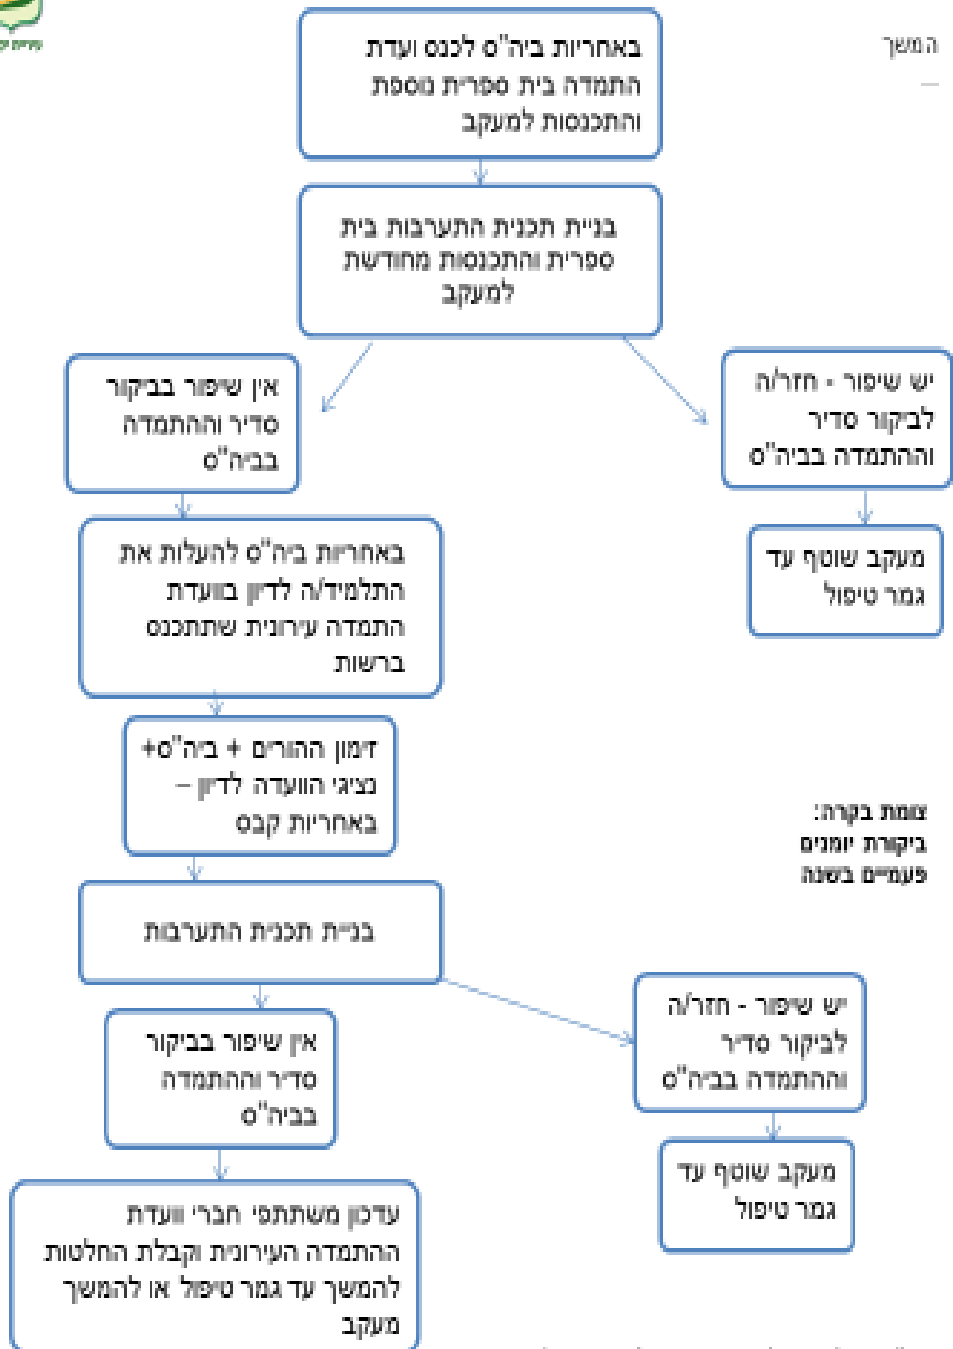 המשך
באחריות ביה"ס לכנס ועדת
התמדה בית ספרית נוספת
והתכנסות למעקב
בניית תכנית התערבות בית
ספרית והתכנסות מחודשת
למעקב
יש שיפור - חזר/ה
לביקור סדיר
וההתמדה בביה"ס
מעקב שוטף עד
גמר טיפול
אין שיפור בביקור
סדיר וההתמדה
בביה"ס
באחריות ביה"ס להעלות את
התלמיד/ה לדיון בוועדת
התמדה עירונית שתתכנס
ברשות
זימון ההורים + ביה"ס+
נציגי הוועדה לדיון –
באחריות קבס
צומת בקרה:
ביקורת יומנים
פעמיים בשנה
בניית תכנית התערבות
יש שיפור - חזר/ה
לביקור סדיר
וההתמדה בביה"ס
מעקב שוטף עד
גמר טיפול
אין שיפור בביקור
סדיר וההתמדה
בביה"ס
עדכון משתתפי חברי וועדת
ההתמדה העירונית וקבלת החלטות
להמשך עד גמר טיפול או להמשך
מעקב